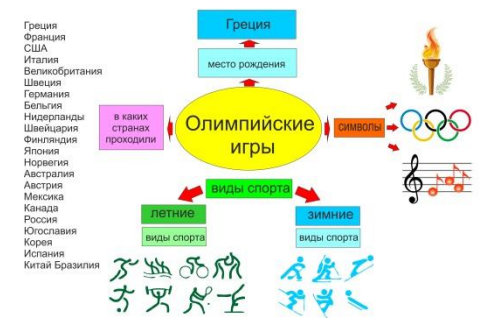 Греция
Франция
США
Италия
Великобритания
Швеция
Германия
Бельгия
Нидерланды
Швейцария
Финляндия
Япония
Норвегия
Австралия
Австрия
Мексика
Канада
Россия
Югославия
Корея
Испания
Китай Бразилия
Греция
место рождения
в каких
странах
проходили
Олимпийские
игры
символы
виды спорта
летние
виды спорта
зимние
виды спорта